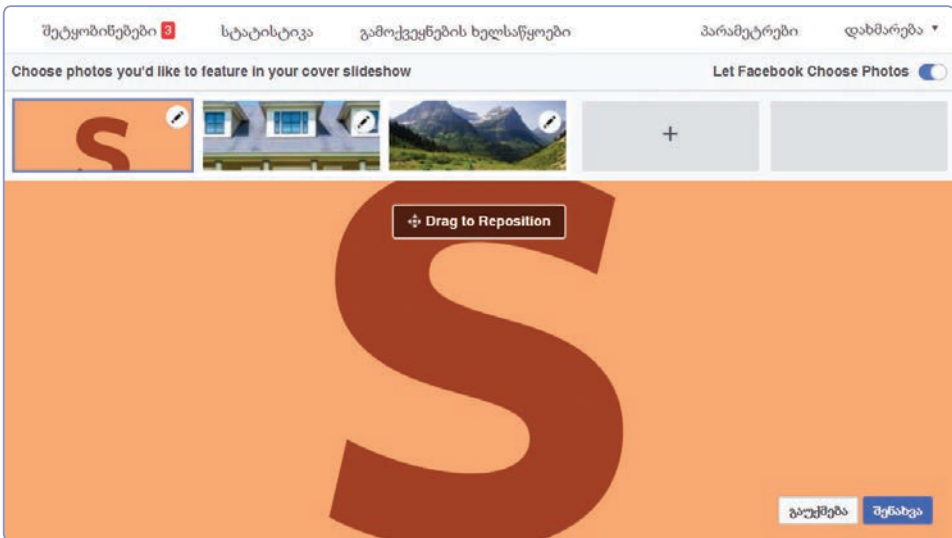 შეტყობინებები 3 სტატისტიკა გამოქვეყნების ხელსაწყოები პარამეტრები დახმარება
Choose photos you'd like to feature in your cover slideshow Let Facebook Choose Photos
S
+
Drag to Reposition
S
გაუქმება შენახვა